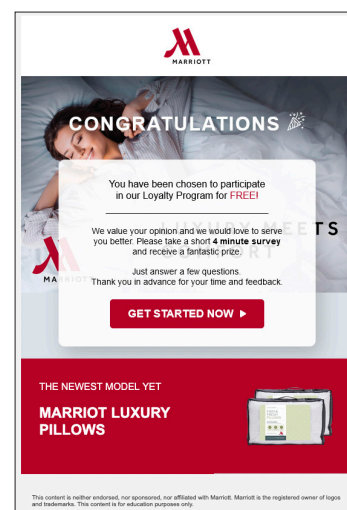 MARRIOTT
CONGRATULATIONS
You have been chosen to participate
in our Loyalty Program for FREE!
LUXURY MEETS
We value your opinion and we would love to serve
you better. Please take a short 4 minute survey
and receive a fantastic prize.
Just answer a few questions.
MARRIOTT
Thank you in advance for your time and feedback.
GET STARTED NOW
THE NEWEST MODEL YET
MARRIOT LUXURY
PILLOWS
This content is neither endorsed, nor sponsored, nor affiliated with Marriott. Marriott is the registered owner of logos
and trademarks. This content is for education purposes only.